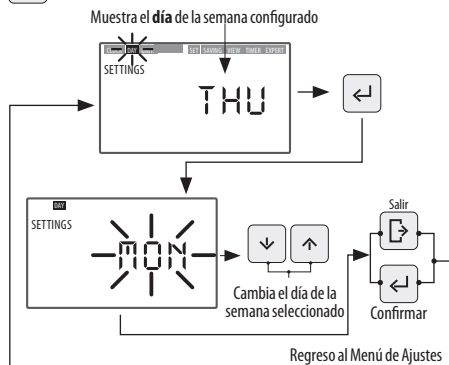 Muestra el día de la semana configurado
DAY
SET SAVING VIEW TIMER EXPERT
SETTINGS
THU
DAY
SETTINGS
MON
Salir
Cambia el día de la
semana seleccionado
Confirmar
Regreso al Menú de Ajustes